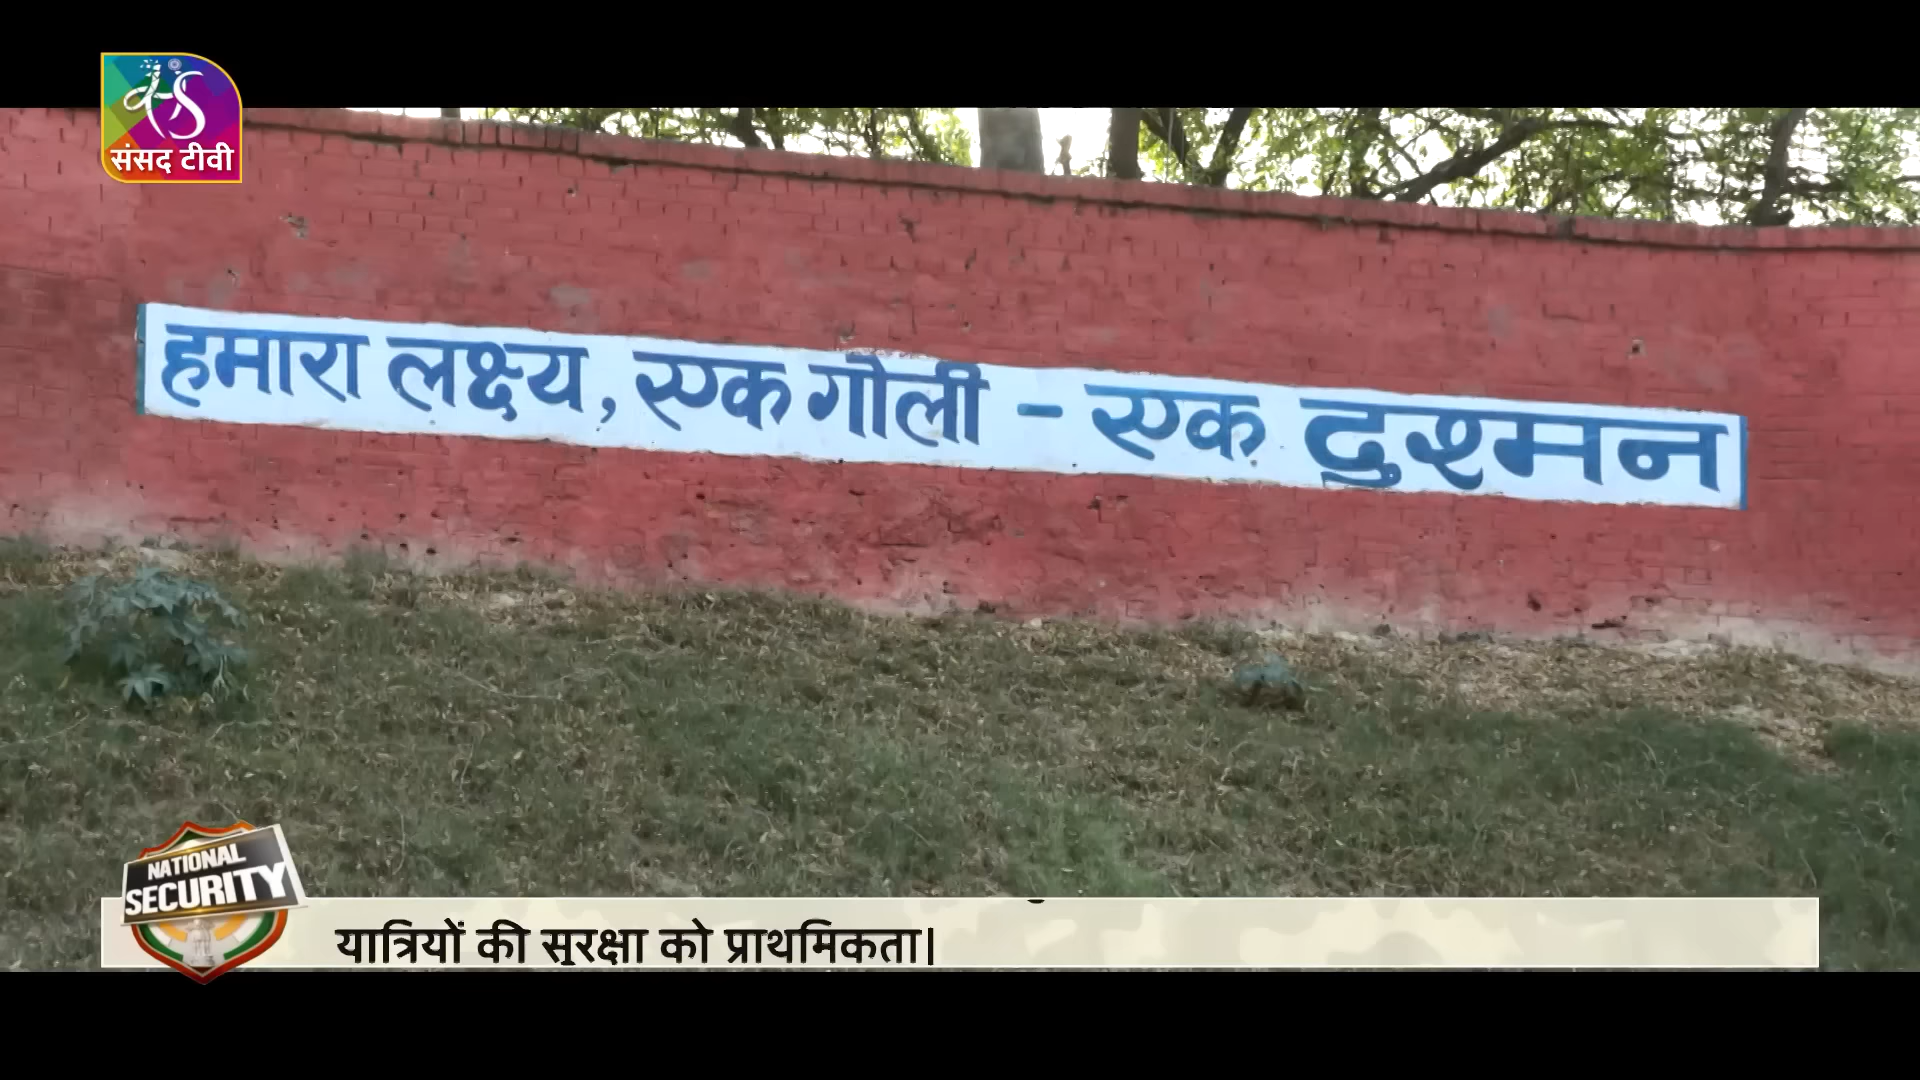 संसद टीवी
हमारा लक्ष्य, एक गोली - एक दुश्मन
NATIONAL
SECURITY
यात्रियों की सुरक्षा को प्राथमिकता।